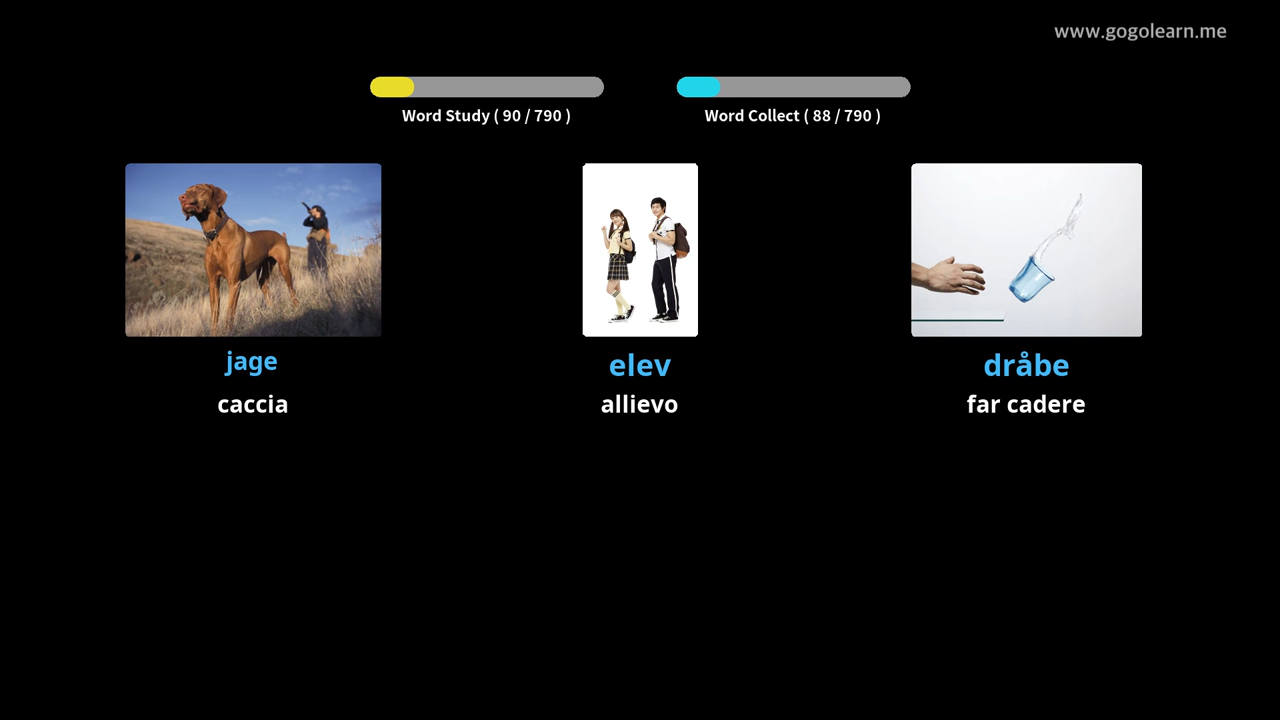 www.gogolearn.me
Word Study ( 90 / 790 )
Word Collect ( 88 / 790 )
jage
caccia
elev
allievo
dråbe
far cadere